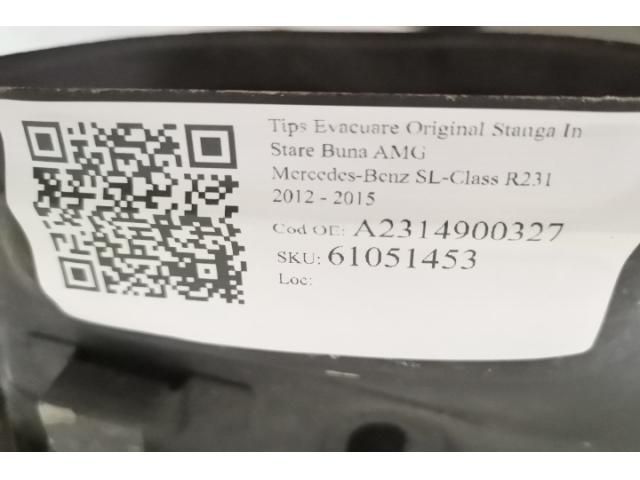 Tips Evacuare Original Stanga In
Stare Buna AMG
Mercedes-Benz SL-Class R231
2012 - 2015
Cod OE: A2314900327
SKU: 61051453
Loc: